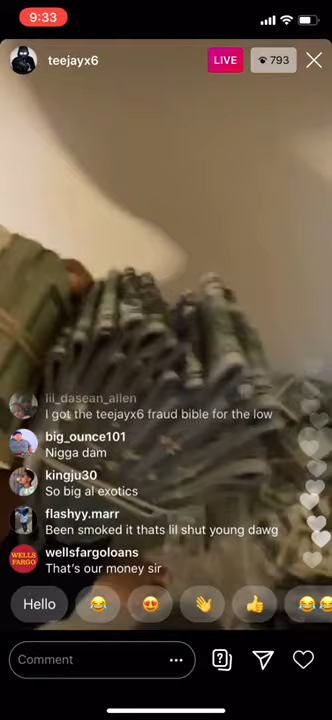 9:33
teejayx6
LIVE
793
lil_dasean_allen
I got the teejayx6 fraud bible for the low
big_ounce101
Nigga dam
kingju30
So big al exotics
flashyy.marr
Been smoked it thats lil shut young dawg
WELLS
FARGO
wellsfargoloans
That's our money sir
Hello
Comment